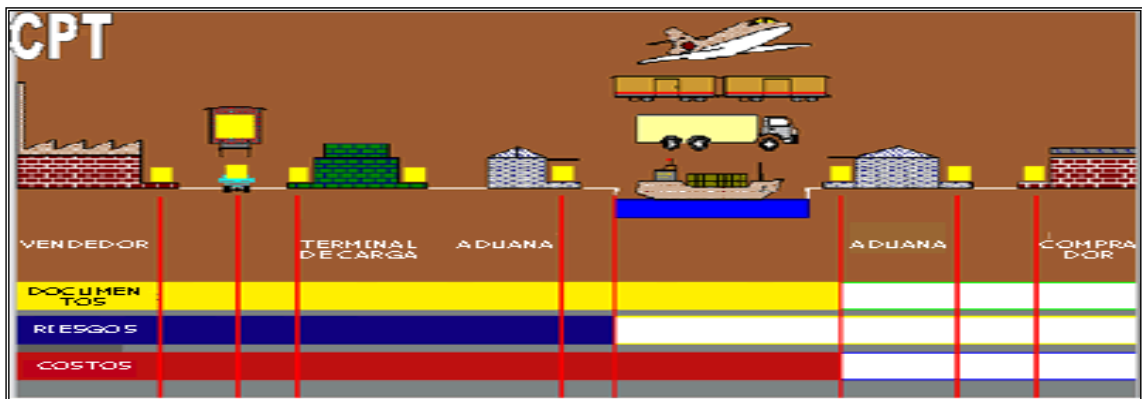 CPT
VENDEDOR
TERMINAL
DE CARGA
ADUANA
ADUANA
COMPRA
DOR
DOCUMEN
TOS
RIESGOS
COSTOS